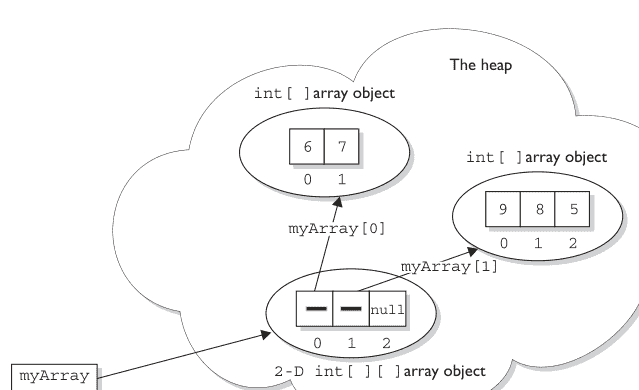 The heap
int[ ]array object
6 7
0 1
int[ ]array object
9 8 5
0 1 2
myArray[0]
myArray[1]
null
0 1 2
2-D int[ ][ ]array object
myArray